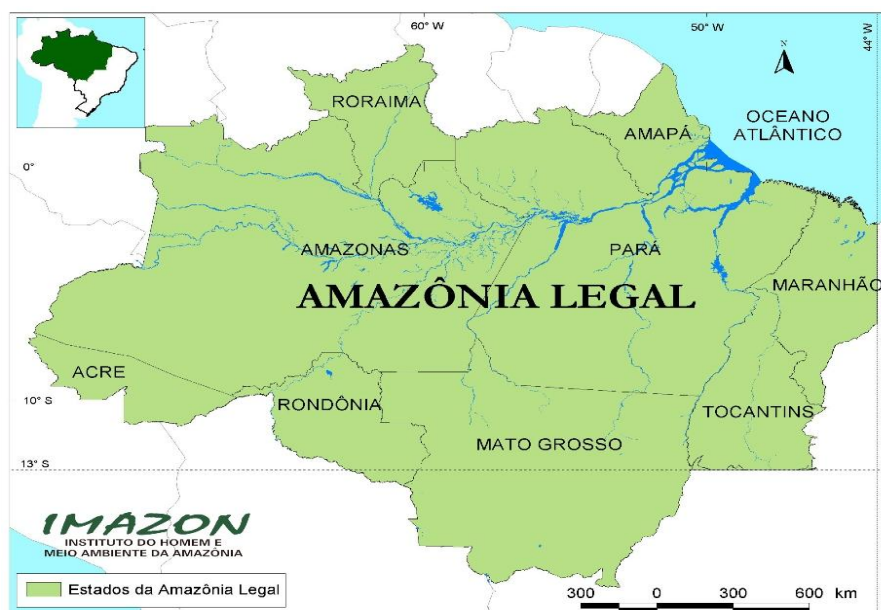 60° W
50° W
44° W
N
RORAIMA
AMAPÁ
OCEANO
ATLÂNTICO
0°
AMAZONAS
PARÁ
MARANHÃO
AMAZÔNIA LEGAL
ACRE
10° S
RONDÔNIA
TOCANTINS
MATO GROSSO
13° S
IMAZON
INSTITUTO DO HOMEM E
MEIO AMBIENTE DA AMAZÔNIA
Estados da Amazônia Legal
300 0 300 600 km